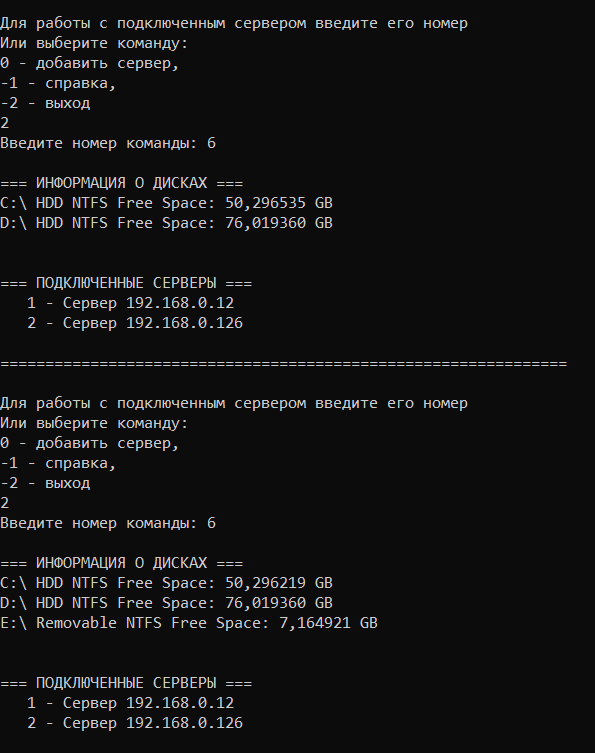 Для работы с подключенным сервером введите его номер
Или выберите команду:
0 - добавить сервер,
-1 - справка,
-2 - выход
2
Введите номер команды: 6
=== ИНФОРМАЦИЯ О ДИСКАХ ===
C:\ HDD NTFS Free Space: 50,296535 GB
D:\ HDD NTFS Free Space: 76,019360 GB
=== ПОДКЛЮЧЕННЫЕ СЕРВЕРЫ ===
1 - Сервер 192.168.0.12
2 - Сервер 192.168.0.126
===============================================================
Для работы с подключенным сервером введите его номер
Или выберите команду:
0 - добавить сервер,
-1 - справка,
-2 - выход
2
Введите номер команды: 6
=== ИНФОРМАЦИЯ О ДИСКАХ ===
C:\ HDD NTFS Free Space: 50,296219 GB
D:\ HDD NTFS Free Space: 76,019360 GB
E:\ Removable NTFS Free Space: 7,164921 GB
=== ПОДКЛЮЧЕННЫЕ СЕРВЕРЫ ===
1 - Сервер 192.168.0.12
2 - Сервер 192.168.0.126